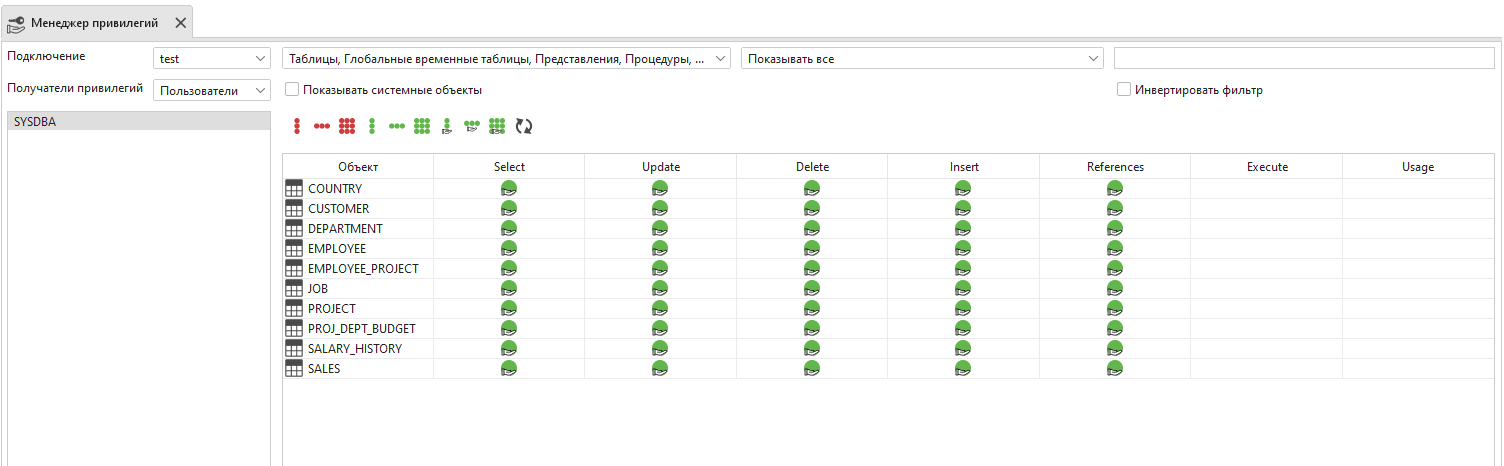 Менеджер привилегий
Подключение test Таблицы, Глобальные временные таблицы, Представления, Процедуры, ... Показывать все
Получатели привилегий Пользователи Показывать системные объекты Инвертировать фильтр
SYSDBA
Объект Select Update Delete Insert References Execute Usage
COUNTRY
CUSTOMER
DEPARTMENT
EMPLOYEE
EMPLOYEE_PROJECT
JOB
PROJECT
PROJ_DEPT_BUDGET
SALARY_HISTORY
SALES